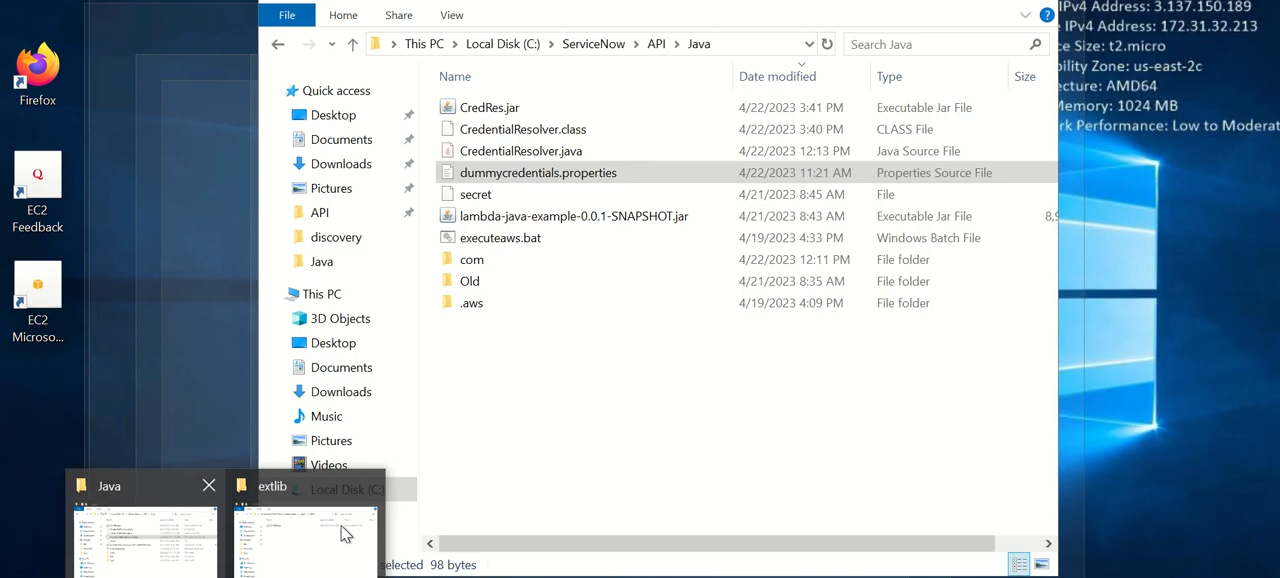 File Home Share View
This PC Local Disk (C:) ServiceNow API Java
Search Java
Name Date modified Type Size
CredRes.jar 4/22/2023 3:41 PM Executable Jar File
CredentialResolver.class 4/22/2023 3:40 PM CLASS File
CredentialResolver.java 4/22/2023 12:13 PM Java Source File
dummycredentials.properties 4/22/2023 11:21 AM Properties Source File
secret 4/21/2023 8:45 AM File
lambda-java-example-0.0.1-SNAPSHOT.jar 4/21/2023 8:43 AM Executable Jar File 8,9
executeaws.bat 4/19/2023 4:33 PM Windows Batch File
com 4/22/2023 12:11 PM File folder
Old 4/21/2023 8:35 AM File folder
.aws 4/19/2023 4:09 PM File folder
Quick access
Desktop
Documents
Downloads
Pictures
API
discovery
Java
This PC
3D Objects
Desktop
Documents
Downloads
Music
Pictures
Videos
Local Disk (C:)
selected 98 bytes
Java
extlib
Firefox
EC2
Feedback
EC2
Microso...
IPv4 Address: 3.137.150.189
IPv4 Address: 172.31.32.213
ce Size: t2.micro
bility Zone: us-east-2c
ecture: AMD64
Memory: 1024 MB
rk Performance: Low to Moderat